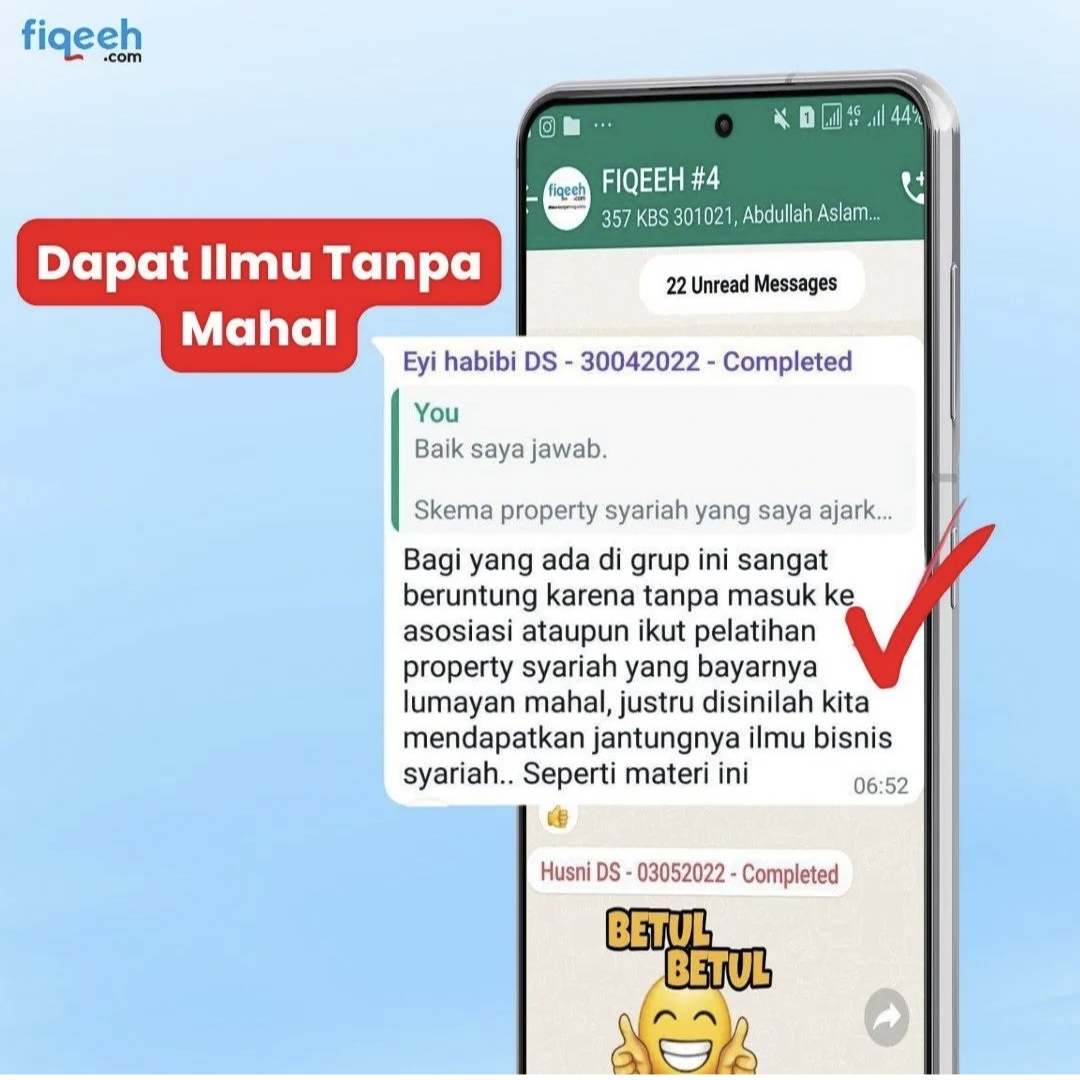 fiqeeh
.com
Dapat Ilmu Tanpa
Mahal
4G 44%
FIQEEH #4
357 KBS 301021, Abdullah Aslam...
22 Unread Messages
Eyi habibi DS - 30042022 - Completed
You
Baik saya jawab.
Skema property syariah yang saya ajark...
Bagi yang ada di grup ini sangat
beruntung karena tanpa masuk ke
asosiasi ataupun ikut pelatihan
property syariah yang bayarnya
lumayan mahal, justru disinilah kita
mendapatkan jantungnya ilmu bisnis
syariah.. Seperti materi ini
06:52
Husni DS - 03052022 - Completed
BETUL
BETUL